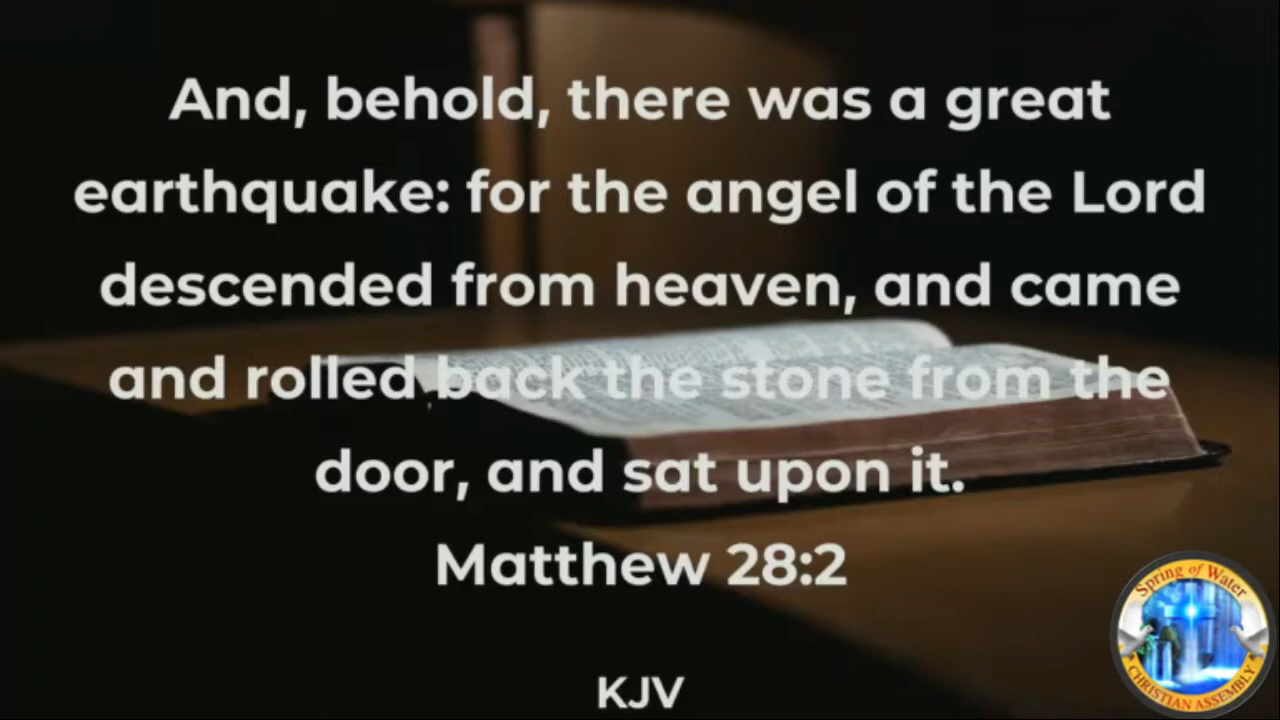 And, behold, there was a great
earthquake: for the angel of the Lord
descended from heaven, and came
and rolled back the stone from the
door, and sat upon it.
Matthew 28:2
KJV
Spring of Water
CHRISTIAN ASSEMBLY